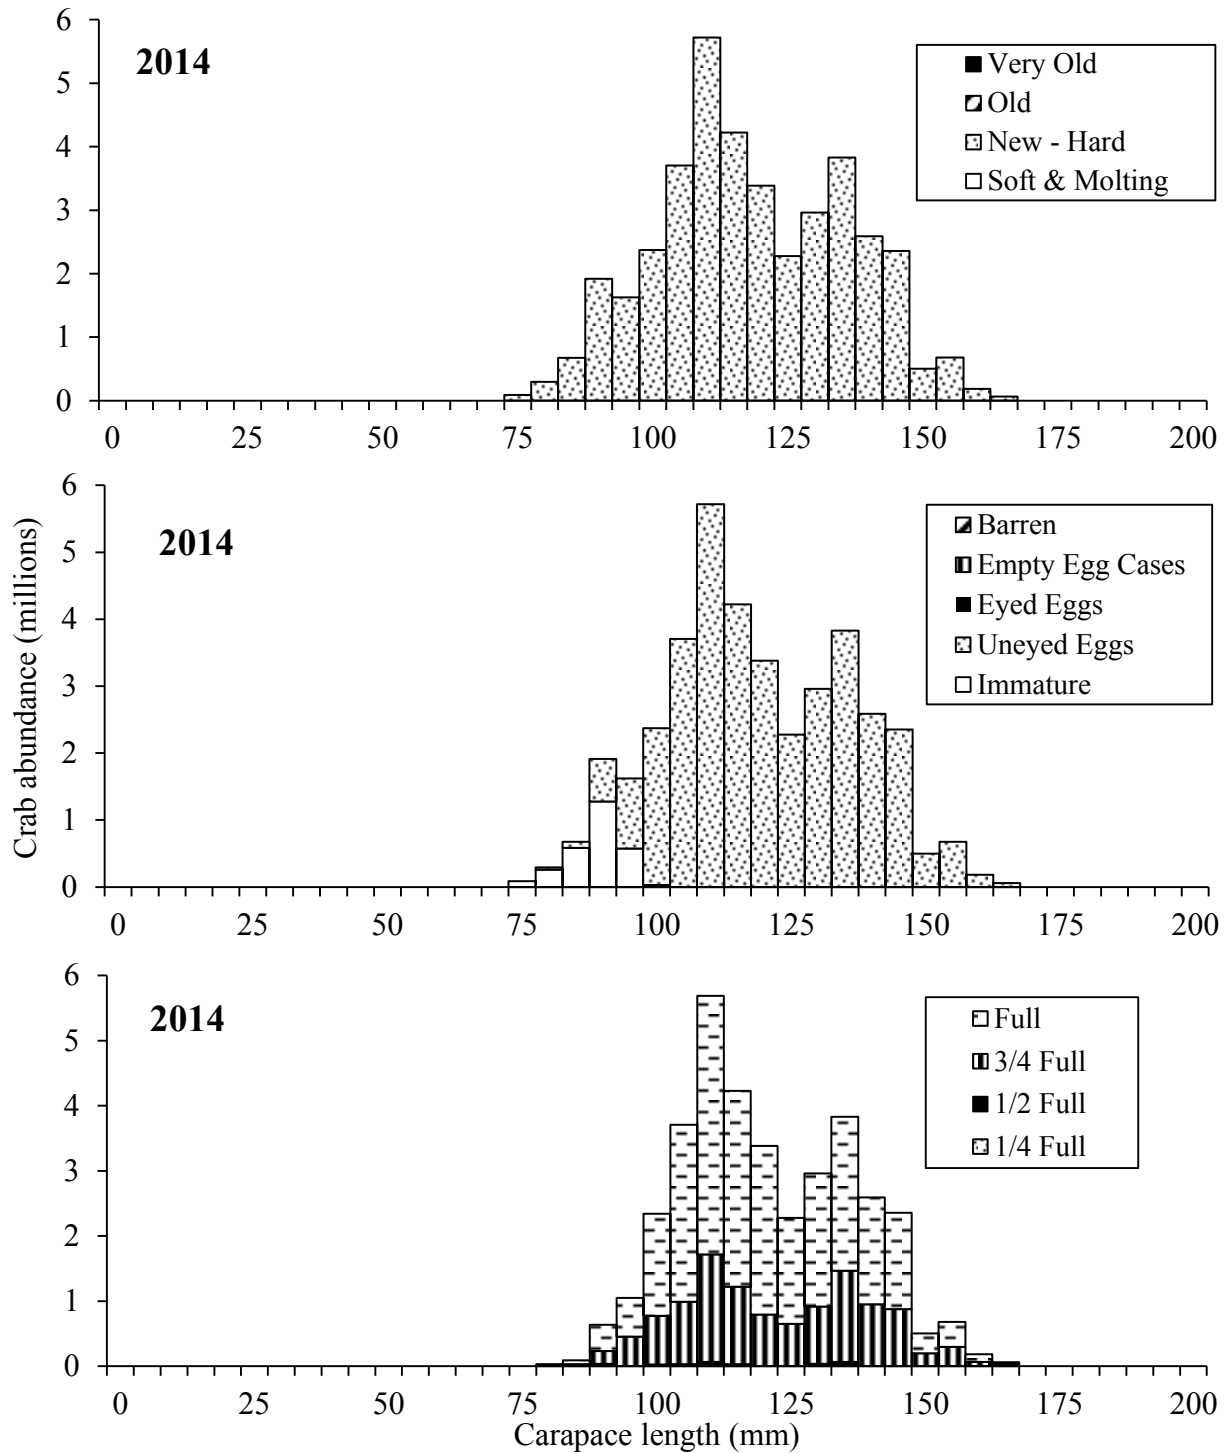 6
5
4
3
2
1
0
2014
Very Old
Old
New - Hard
Soft & Molting
0 25 50 75 100 125 150 175 200
Crab abundance (millions)
6
5
4
3
2
1
0
2014
Barren
Empty Egg Cases
Eyed Eggs
Uneyed Eggs
Immature
0 25 50 75 100 125 150 175 200
6
5
4
3
2
1
0
2014
Full
3/4 Full
1/2 Full
1/4 Full
0 25 50 75 100 125 150 175 200
Carapace length (mm)